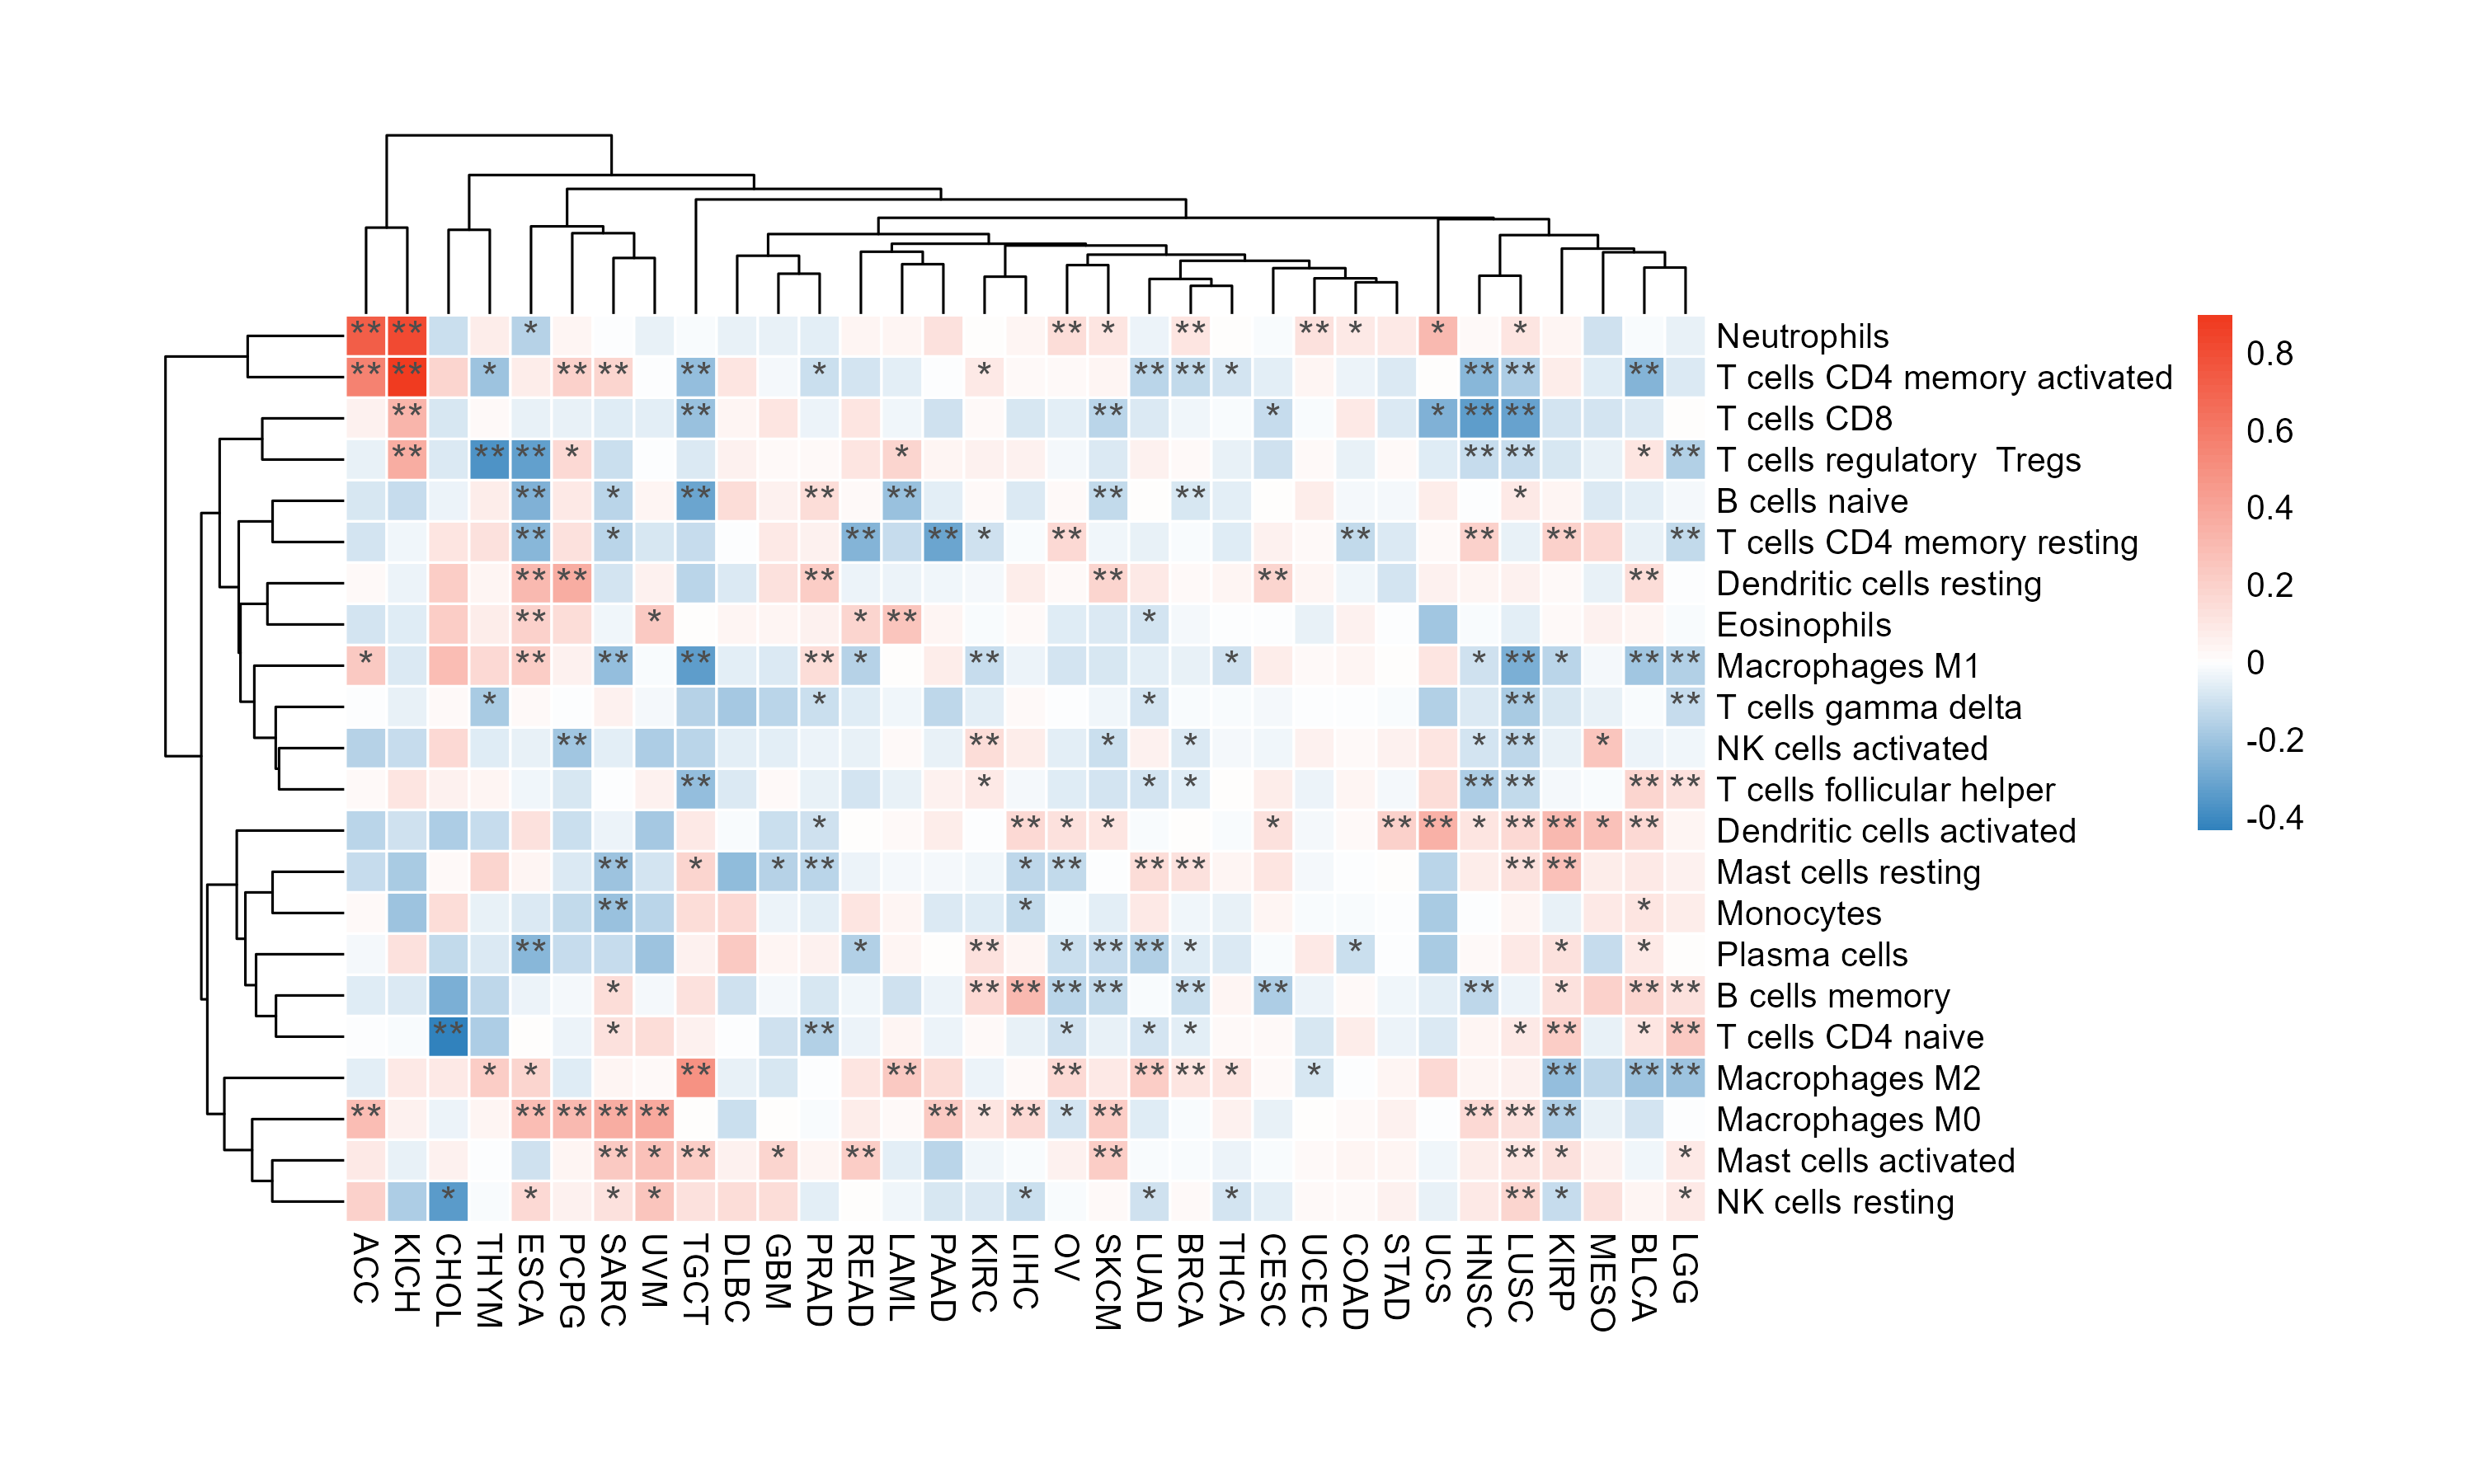 ** ** * ** * ** ** * * *
** ** * ** ** ** * * ** ** * ** ** **
** ** ** * * ** **
** ** ** * * ** ** * **
** * ** ** ** ** ** *
** * ** ** * ** ** ** ** **
** ** ** ** ** **
** * * ** *
* ** ** ** ** * ** * * ** * ** **
* * * ** **
** ** * * * ** *
** * * * ** ** ** **
* ** * * * ** ** * ** ** * **
** * * ** * ** ** ** ** **
** * *
** * ** * ** ** * * * *
* ** ** ** ** ** ** ** * ** **
** * ** * * * * ** * **
* * ** ** ** ** ** * * ** ** **
** ** ** ** ** ** * ** * ** ** ** **
** * ** * ** ** ** * *
* * * * * * * ** * *
Neutrophils
T cells CD4 memory activated
T cells CD8
T cells regulatory  Tregs
B cells naive
T cells CD4 memory resting
Dendritic cells resting
Eosinophils
Macrophages M1
T cells gamma delta
NK cells activated
T cells follicular helper
Dendritic cells activated
Mast cells resting
Monocytes
Plasma cells
B cells memory
T cells CD4 naive
Macrophages M2
Macrophages M0
Mast cells activated
NK cells resting
ACC
KICH
CHOL
THYM
ESCA
PCPG
SARC
UVM
TGCT
DLBC
GBM
PRAD
READ
LAML
PAAD
KIRC
LIHC
OV
SKCM
LUAD
BRCA
THCA
CESC
UCEC
COAD
STAD
UCS
HNSC
LUSC
KIRP
MESO
BLCA
LGG
0.8
0.6
0.4
0.2
0
-0.2
-0.4